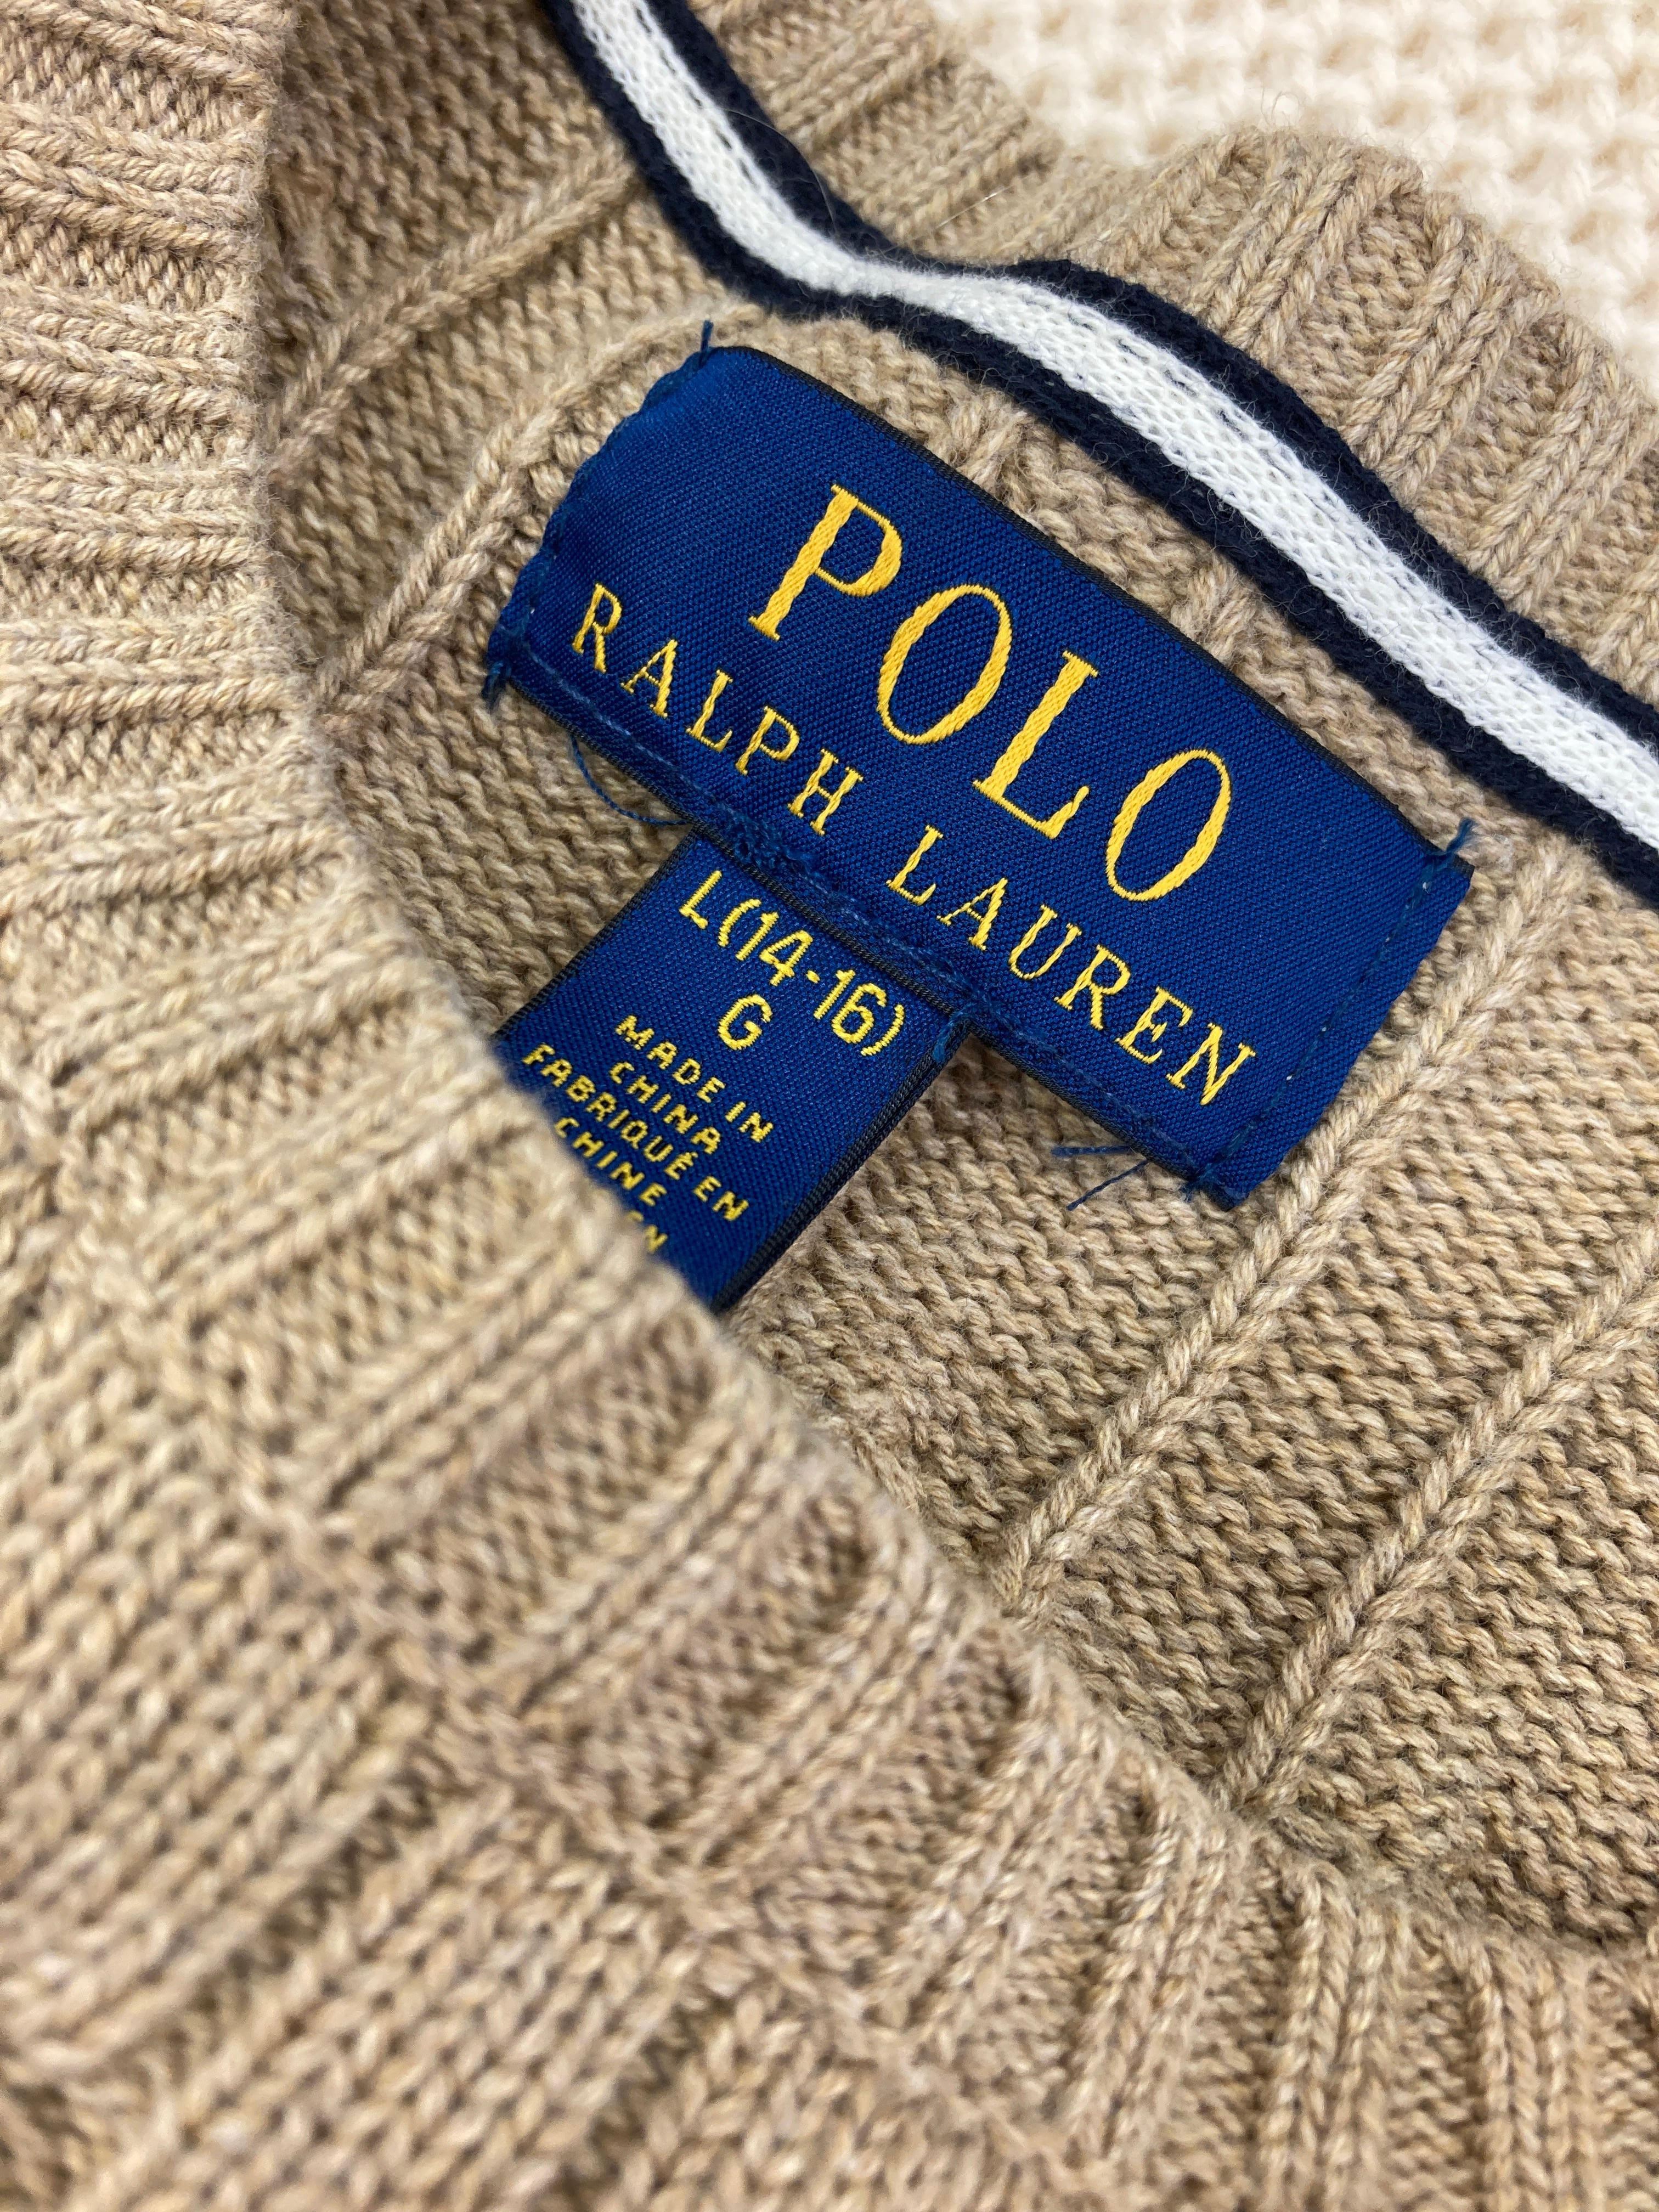 POLO
RALPH LAUREN
L(14-16)
G
MADE IN
CHINA
FABRIQUÉ EN
CHINE